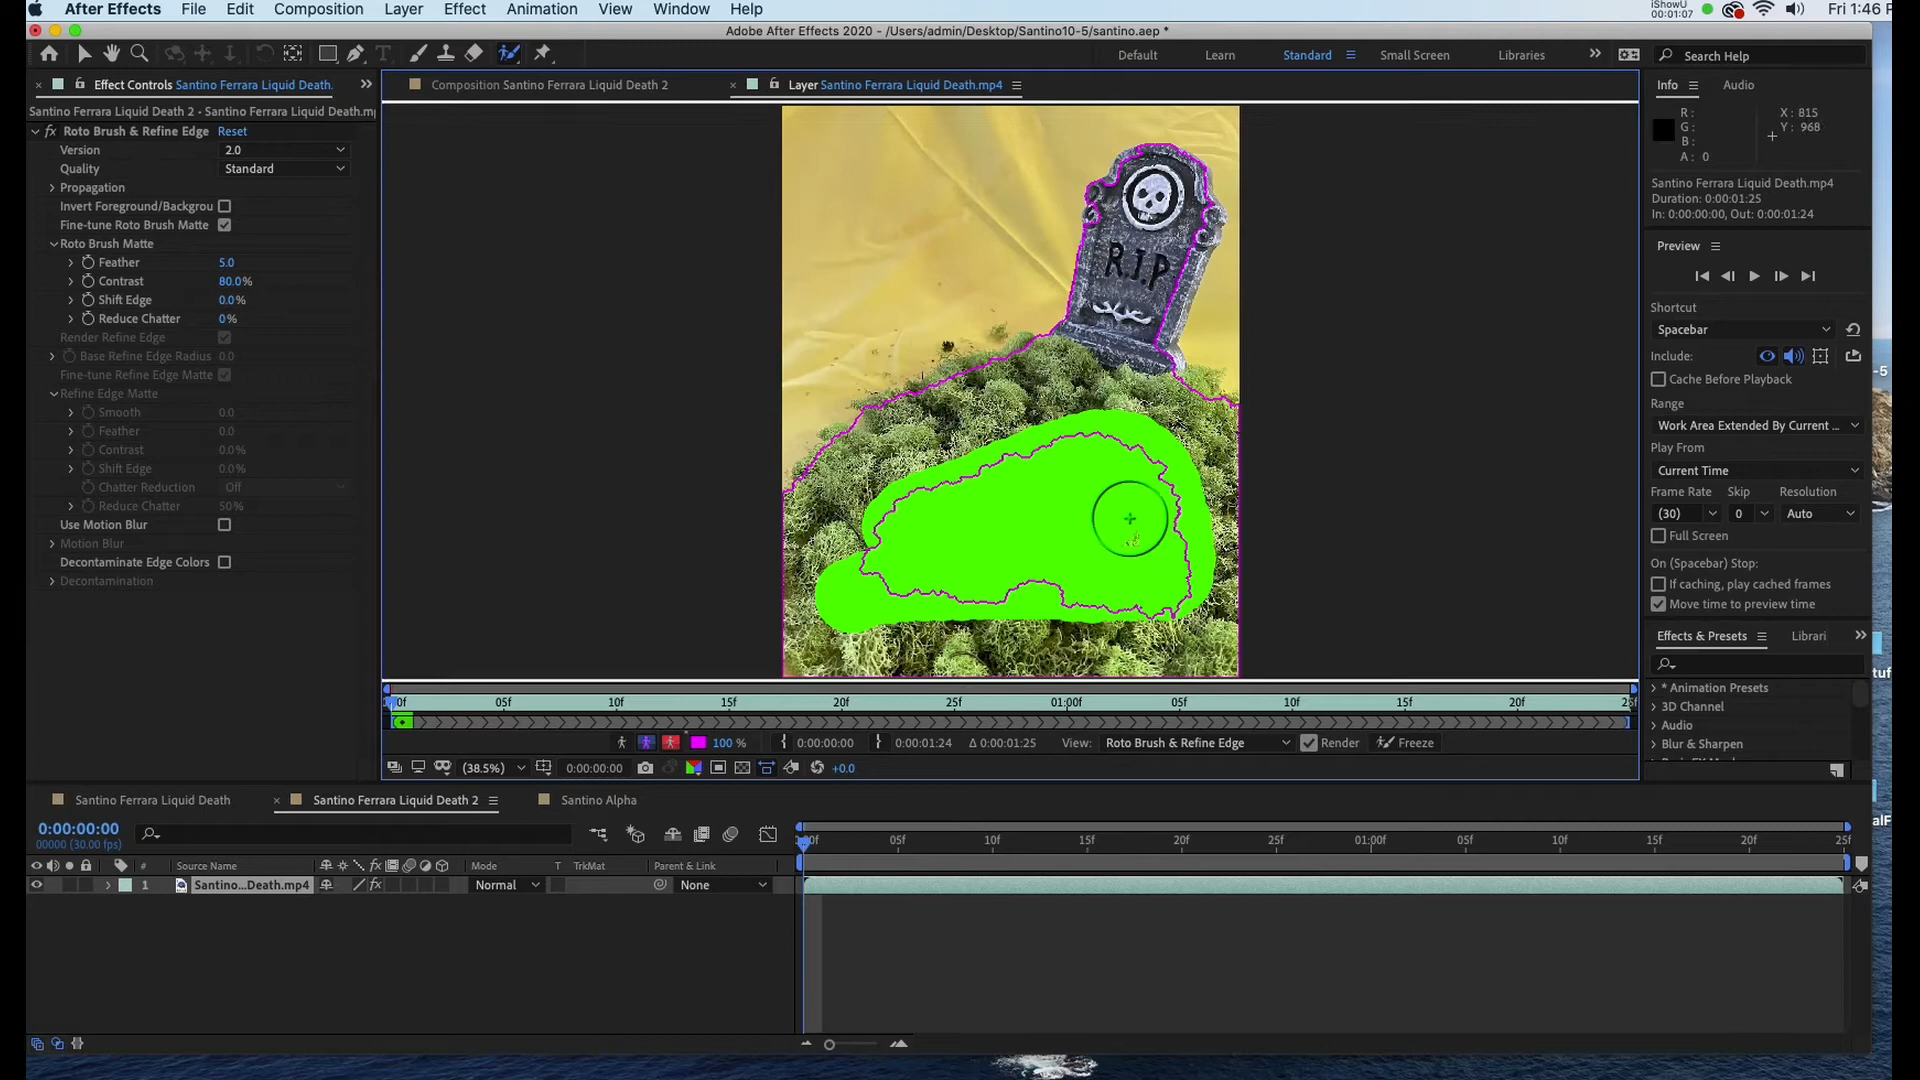 After Effects File Edit Composition Layer Effect Animation View Window Help
iShowU
00:01:07
Fri 1:46
Adobe After Effects 2020 - /Users/admin/Desktop/Santino10-5/santino.aep *
Default Learn Standard Small Screen Libraries Search Help
Effect Controls Santino Ferrara Liquid Death.
Composition Santino Ferrara Liquid Death 2
Layer Santino Ferrara Liquid Death.mp4
Santino Ferrara Liquid Death 2 - Santino Ferrara Liquid Death.mp
Roto Brush & Refine Edge Reset
Version 2.0
Quality Standard
Propagation
Invert Foreground/Backgrou
Fine-tune Roto Brush Matte
Roto Brush Matte
Feather 5.0
Contrast 80.0%
Shift Edge 0.0%
Reduce Chatter 0%
Render Refine Edge
Base Refine Edge Radius 0.0
Fine-tune Refine Edge Matte
Refine Edge Matte
Smooth 0.0
Feather 0.0
Contrast 0.0%
Shift Edge 0.0%
Chatter Reduction Off
Reduce Chatter 50%
Use Motion Blur
Motion Blur
Decontaminate Edge Colors
Decontamination
R.I.P
Info Audio
R: X: 815
G: Y: 968
B:
A: 0
Santino Ferrara Liquid Death.mp4
Duration: 0:00:01:25
In: 0:00:00:00, Out: 0:00:01:24
Preview
Shortcut
Spacebar
Include:
Cache Before Playback
Range
Work Area Extended By Current ...
Play From
Current Time
Frame Rate Skip Resolution
(30) 0 Auto
Full Screen
On (Spacebar) Stop:
If caching, play cached frames
Move time to preview time
Effects & Presets Librari
* Animation Presets
3D Channel
Audio
Blur & Sharpen
-5
tuf
alF
05f 10f 15f 20f 25f 01:00f 05f 10f 15f 20f
100 % 0:00:00:00 0:00:01:24 Δ 0:00:01:25 View: Roto Brush & Refine Edge Render Freeze
(38.5%) 0:00:00:00 +0.0
Santino Ferrara Liquid Death Santino Ferrara Liquid Death 2 Santino Alpha
0:00:00:00
00000 (30.00 fps)
05f 10f 15f 20f 25f 01:00f 05f 10f 15f 20f 25f
# Source Name Mode T TrkMat Parent & Link
1 Santino...Death.mp4 Normal None